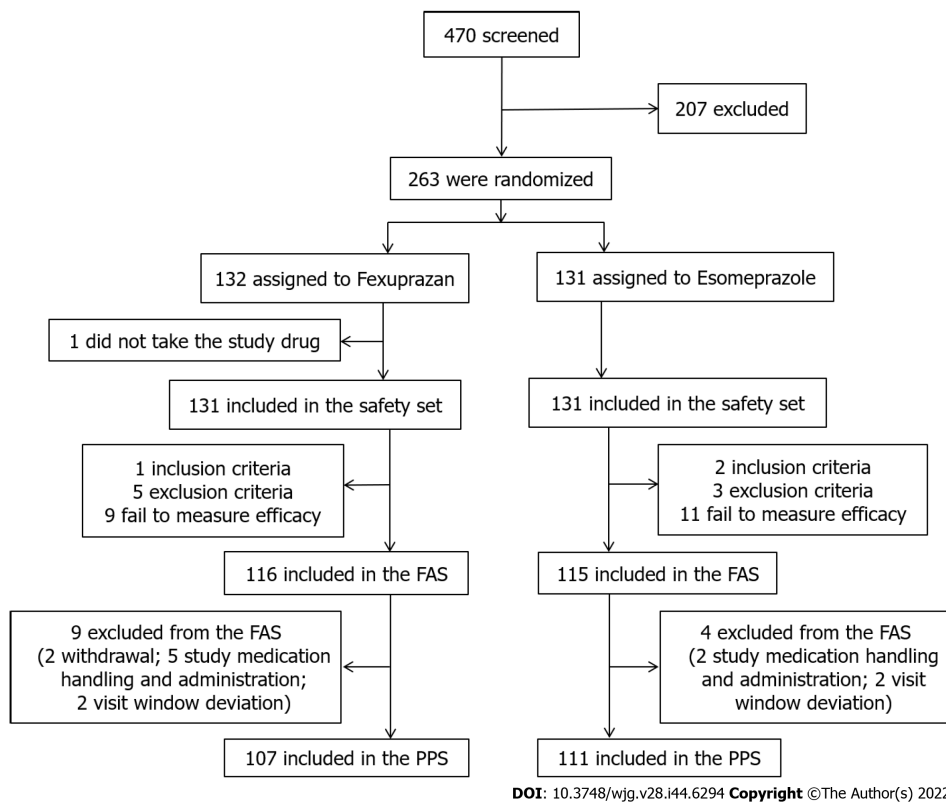 470 screened
207 excluded
263 were randomized
132 assigned to Fexuprazan
131 assigned to Esomeprazole
1 did not take the study drug
131 included in the safety set
131 included in the safety set
1 inclusion criteria
5 exclusion criteria
9 fail to measure efficacy
2 inclusion criteria
3 exclusion criteria
11 fail to measure efficacy
116 included in the FAS
115 included in the FAS
9 excluded from the FAS
(2 withdrawal; 5 study medication
handling and administration;
2 visit window deviation)
4 excluded from the FAS
(2 study medication handling
and administration; 2 visit
window deviation)
107 included in the PPS
111 included in the PPS
DOI: 10.3748/wjg.v28.i44.6294 Copyright ©The Author(s) 2022